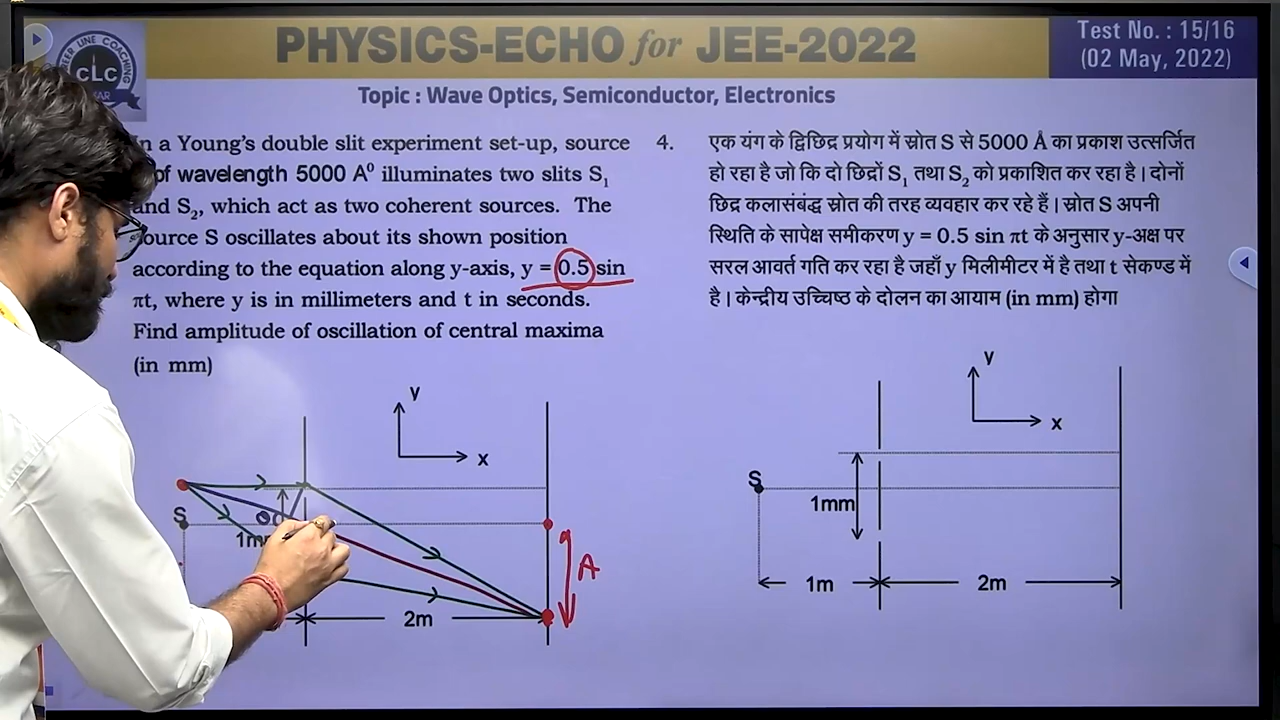 PHYSICS-ECHO for JEE-2022
Test No. : 15/16
(02 May, 2022)
CLC
Topic : Wave Optics, Semiconductor, Electronics
n a Young's double slit experiment set-up, source
of wavelength 5000 A⁰ illuminates two slits S₁
and S₂, which act as two coherent sources. The
source S oscillates about its shown position
according to the equation along y-axis, y = 0.5 sin
πt, where y is in millimeters and t in seconds.
Find amplitude of oscillation of central maxima
(in mm)
y
x
S
1m
A
2m
4. एक यंग के द्विछिद्र प्रयोग में स्रोत S से 5000 Å का प्रकाश उत्सर्जित
हो रहा है जो कि दो छिद्रों S₁ तथा S₂ को प्रकाशित कर रहा है। दोनों
छिद्र कलासंबंद्ध स्रोत की तरह व्यवहार कर रहे हैं। स्रोत S अपनी
स्थिति के सापेक्ष समीकरण y = 0.5 sin πt के अनुसार y-अक्ष पर
सरल आवर्त गति कर रहा है जहाँ y मिलीमीटर में है तथा t सेकण्ड में
है। केन्द्रीय उच्चिष्ठ के दोलन का आयाम (in mm) होगा
y
x
S
1mm
1m
2m